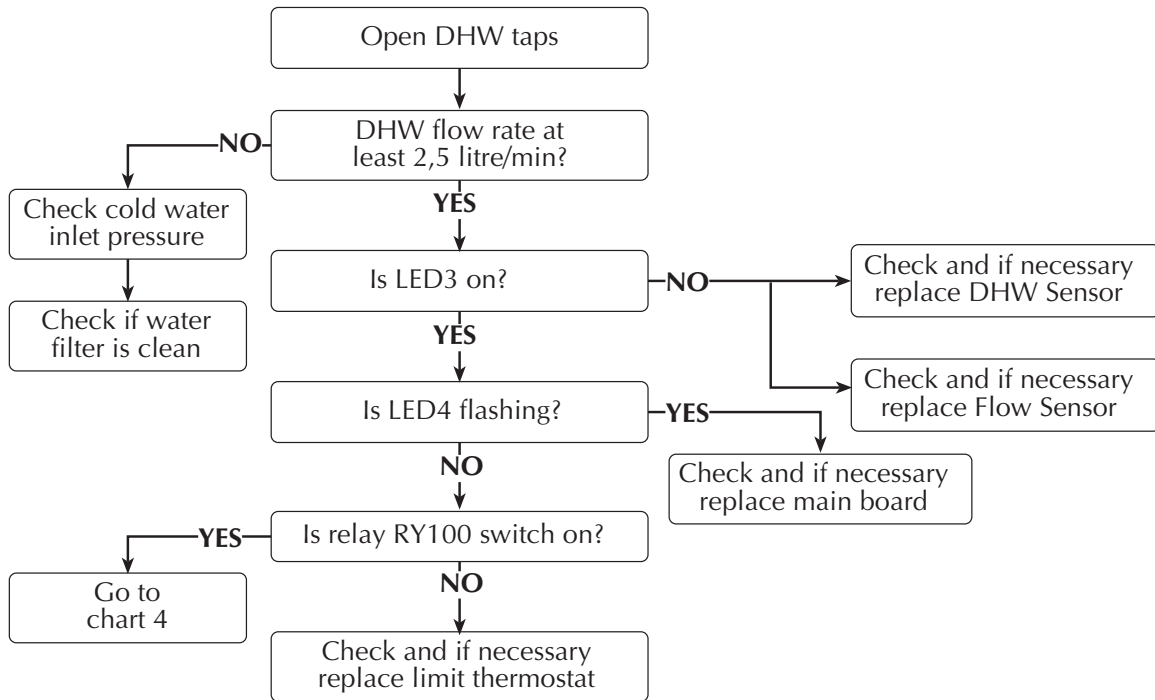 Open DHW taps
DHW flow rate at
least 2,5 litre/min?
NO
Check cold water
inlet pressure
Check if water
filter is clean
YES
Is LED3 on?
NO
Check and if necessary
replace DHW Sensor
Check and if necessary
replace Flow Sensor
YES
Is LED4 flashing?
YES
Check and if necessary
replace main board
NO
Is relay RY100 switch on?
YES
Go to
chart 4
NO
Check and if necessary
replace limit thermostat